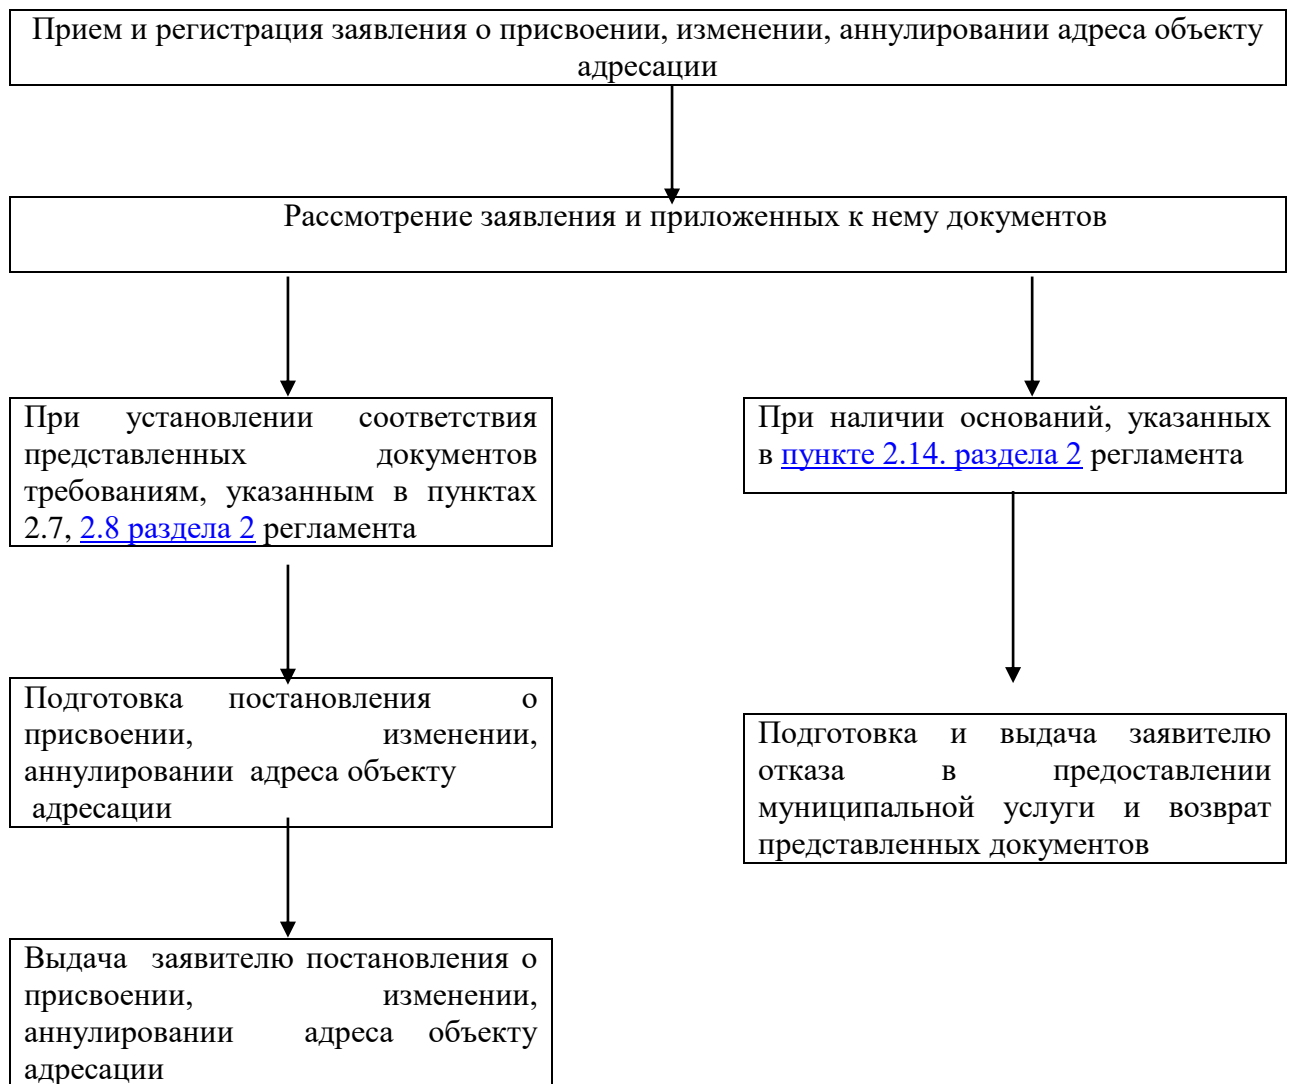 Прием и регистрация заявления о присвоении, изменении, аннулировании адреса объекту
адресации
Рассмотрение заявления и приложенных к нему документов
При установлении соответствия
представленных документов
требованиям, указанным в пунктах
2.7, 2.8 раздела 2 регламента
При наличии оснований, указанных
в пункте 2.14. раздела 2 регламента
Подготовка постановления о
присвоении, изменении,
аннулировании адреса объекту
адресации
Подготовка и выдача заявителю
отказа в предоставлении
муниципальной услуги и возврат
представленных документов
Выдача заявителю постановления о
присвоении, изменении,
аннулировании адреса объекту
адресации